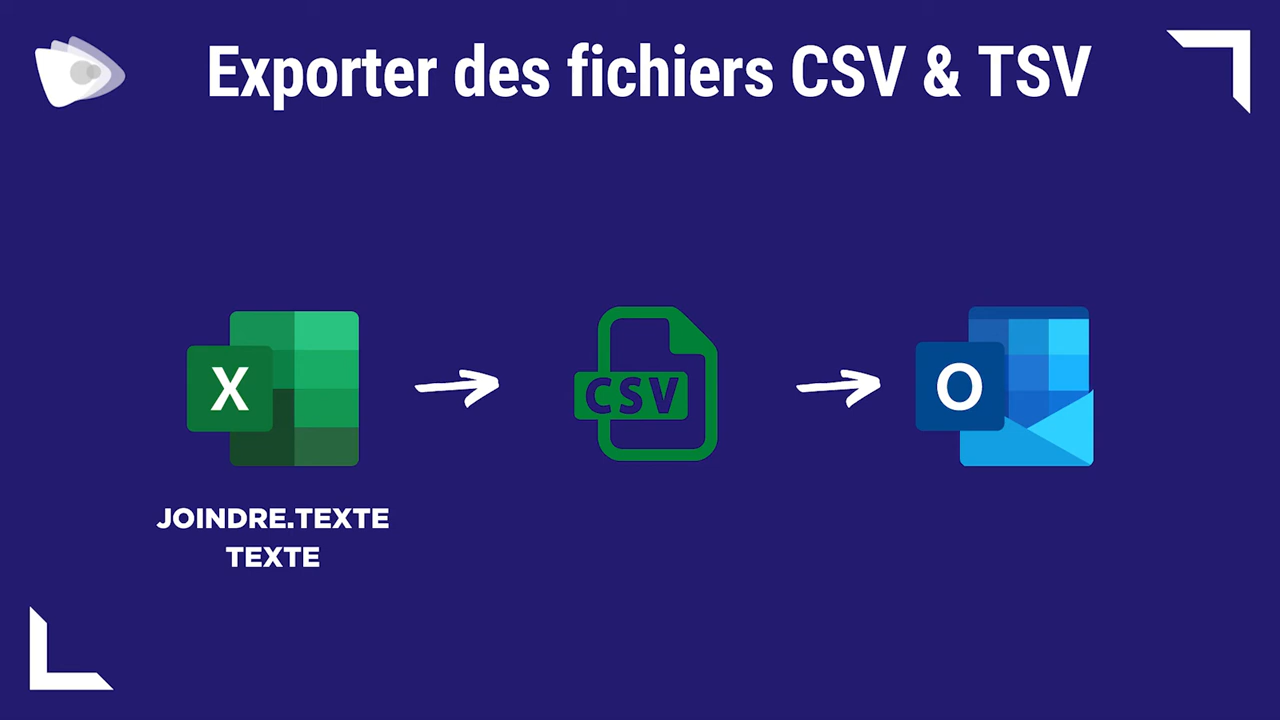 Exporter des fichiers CSV & TSV
X
CSV
O
JOINDRE.TEXTE
TEXTE